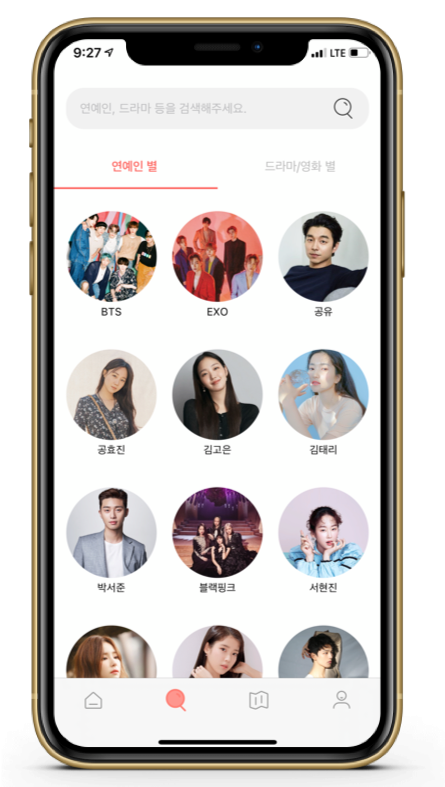 9:27
LTE
연예인, 드라마 등을 검색해주세요.
연예인 별
드라마/영화 별
BTS
EXO
공유
공효진
김고은
김태리
박서준
블랙핑크
서현진